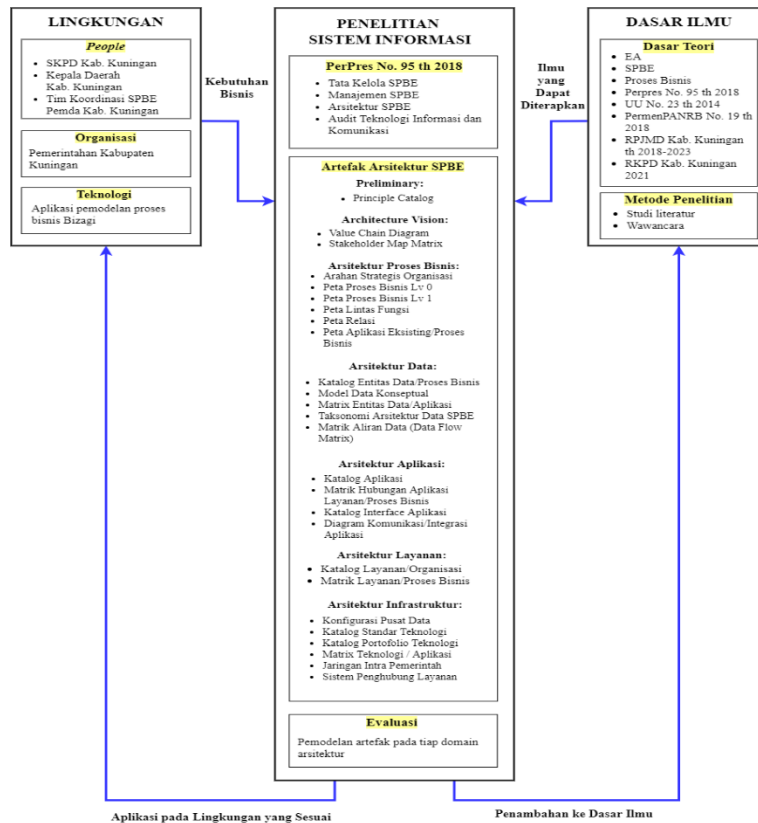 LINGKUNGAN
People
SKPD Kab. Kuningan
Kepala Daerah
Kab. Kuningan
Tim Koordinasi SPBE
Pemda Kab. Kuningan
Organisasi
Pemerintahan Kabupaten
Kuningan
Teknologi
Aplikasi pemodelan proses
bisnis Bizagi
Kebutuhan
Bisnis
PENELITIAN
SISTEM INFORMASI
PerPres No. 95 th 2018
Tata Kelola SPBE
Manajemen SPBE
Arsitektur SPBE
Audit Teknologi Informasi dan
Komunikasi
Artefak Arsitektur SPBE
Preliminary:
Principle Catalog
Architecture Vision:
Value Chain Diagram
Stakeholder Map Matrix
Arsitektur Proses Bisnis:
Arahan Strategis Organisasi
Peta Proses Bisnis Lv 0
Peta Proses Bisnis Lv 1
Peta Lintas Fungsi
Peta Relasi
Peta Aplikasi Eksisting/Proses
Bisnis
Arsitektur Data:
Katalog Entitas Data/Proses Bisnis
Model Data Konseptual
Matrix Entitas Data/Aplikasi
Taksonomi Arsitektur Data SPBE
Matrik Aliran Data (Data Flow
Matrix)
Arsitektur Aplikasi:
Katalog Aplikasi
Matrik Hubungan Aplikasi
Layanan/Proses Bisnis
Katalog Interface Aplikasi
Diagram Komunikasi/Integrasi
Aplikasi
Arsitektur Layanan:
Katalog Layanan/Organisasi
Matrik Layanan/Proses Bisnis
Arsitektur Infrastruktur:
Konfigurasi Pusat Data
Katalog Standar Teknologi
Katalog Portofolio Teknologi
Matrix Teknologi / Aplikasi
Jaringan Intra Pemerintah
Sistem Penghubung Layanan
Evaluasi
Pemodelan artefak pada tiap domain
arsitektur
Ilmu
yang
Dapat
Diterapkan
DASAR ILMU
Dasar Teori
EA
SPBE
Proses Bisnis
Perpres No. 95 th 2018
UU No. 23 th 2014
PermenPANRB No. 19 th
2018
RPJMD Kab. Kuningan
th 2018-2023
RKPD Kab. Kuningan
2021
Metode Penelitian
Studi literatur
Wawancara
Aplikasi pada Lingkungan yang Sesuai
Penambahan ke Dasar Ilmu